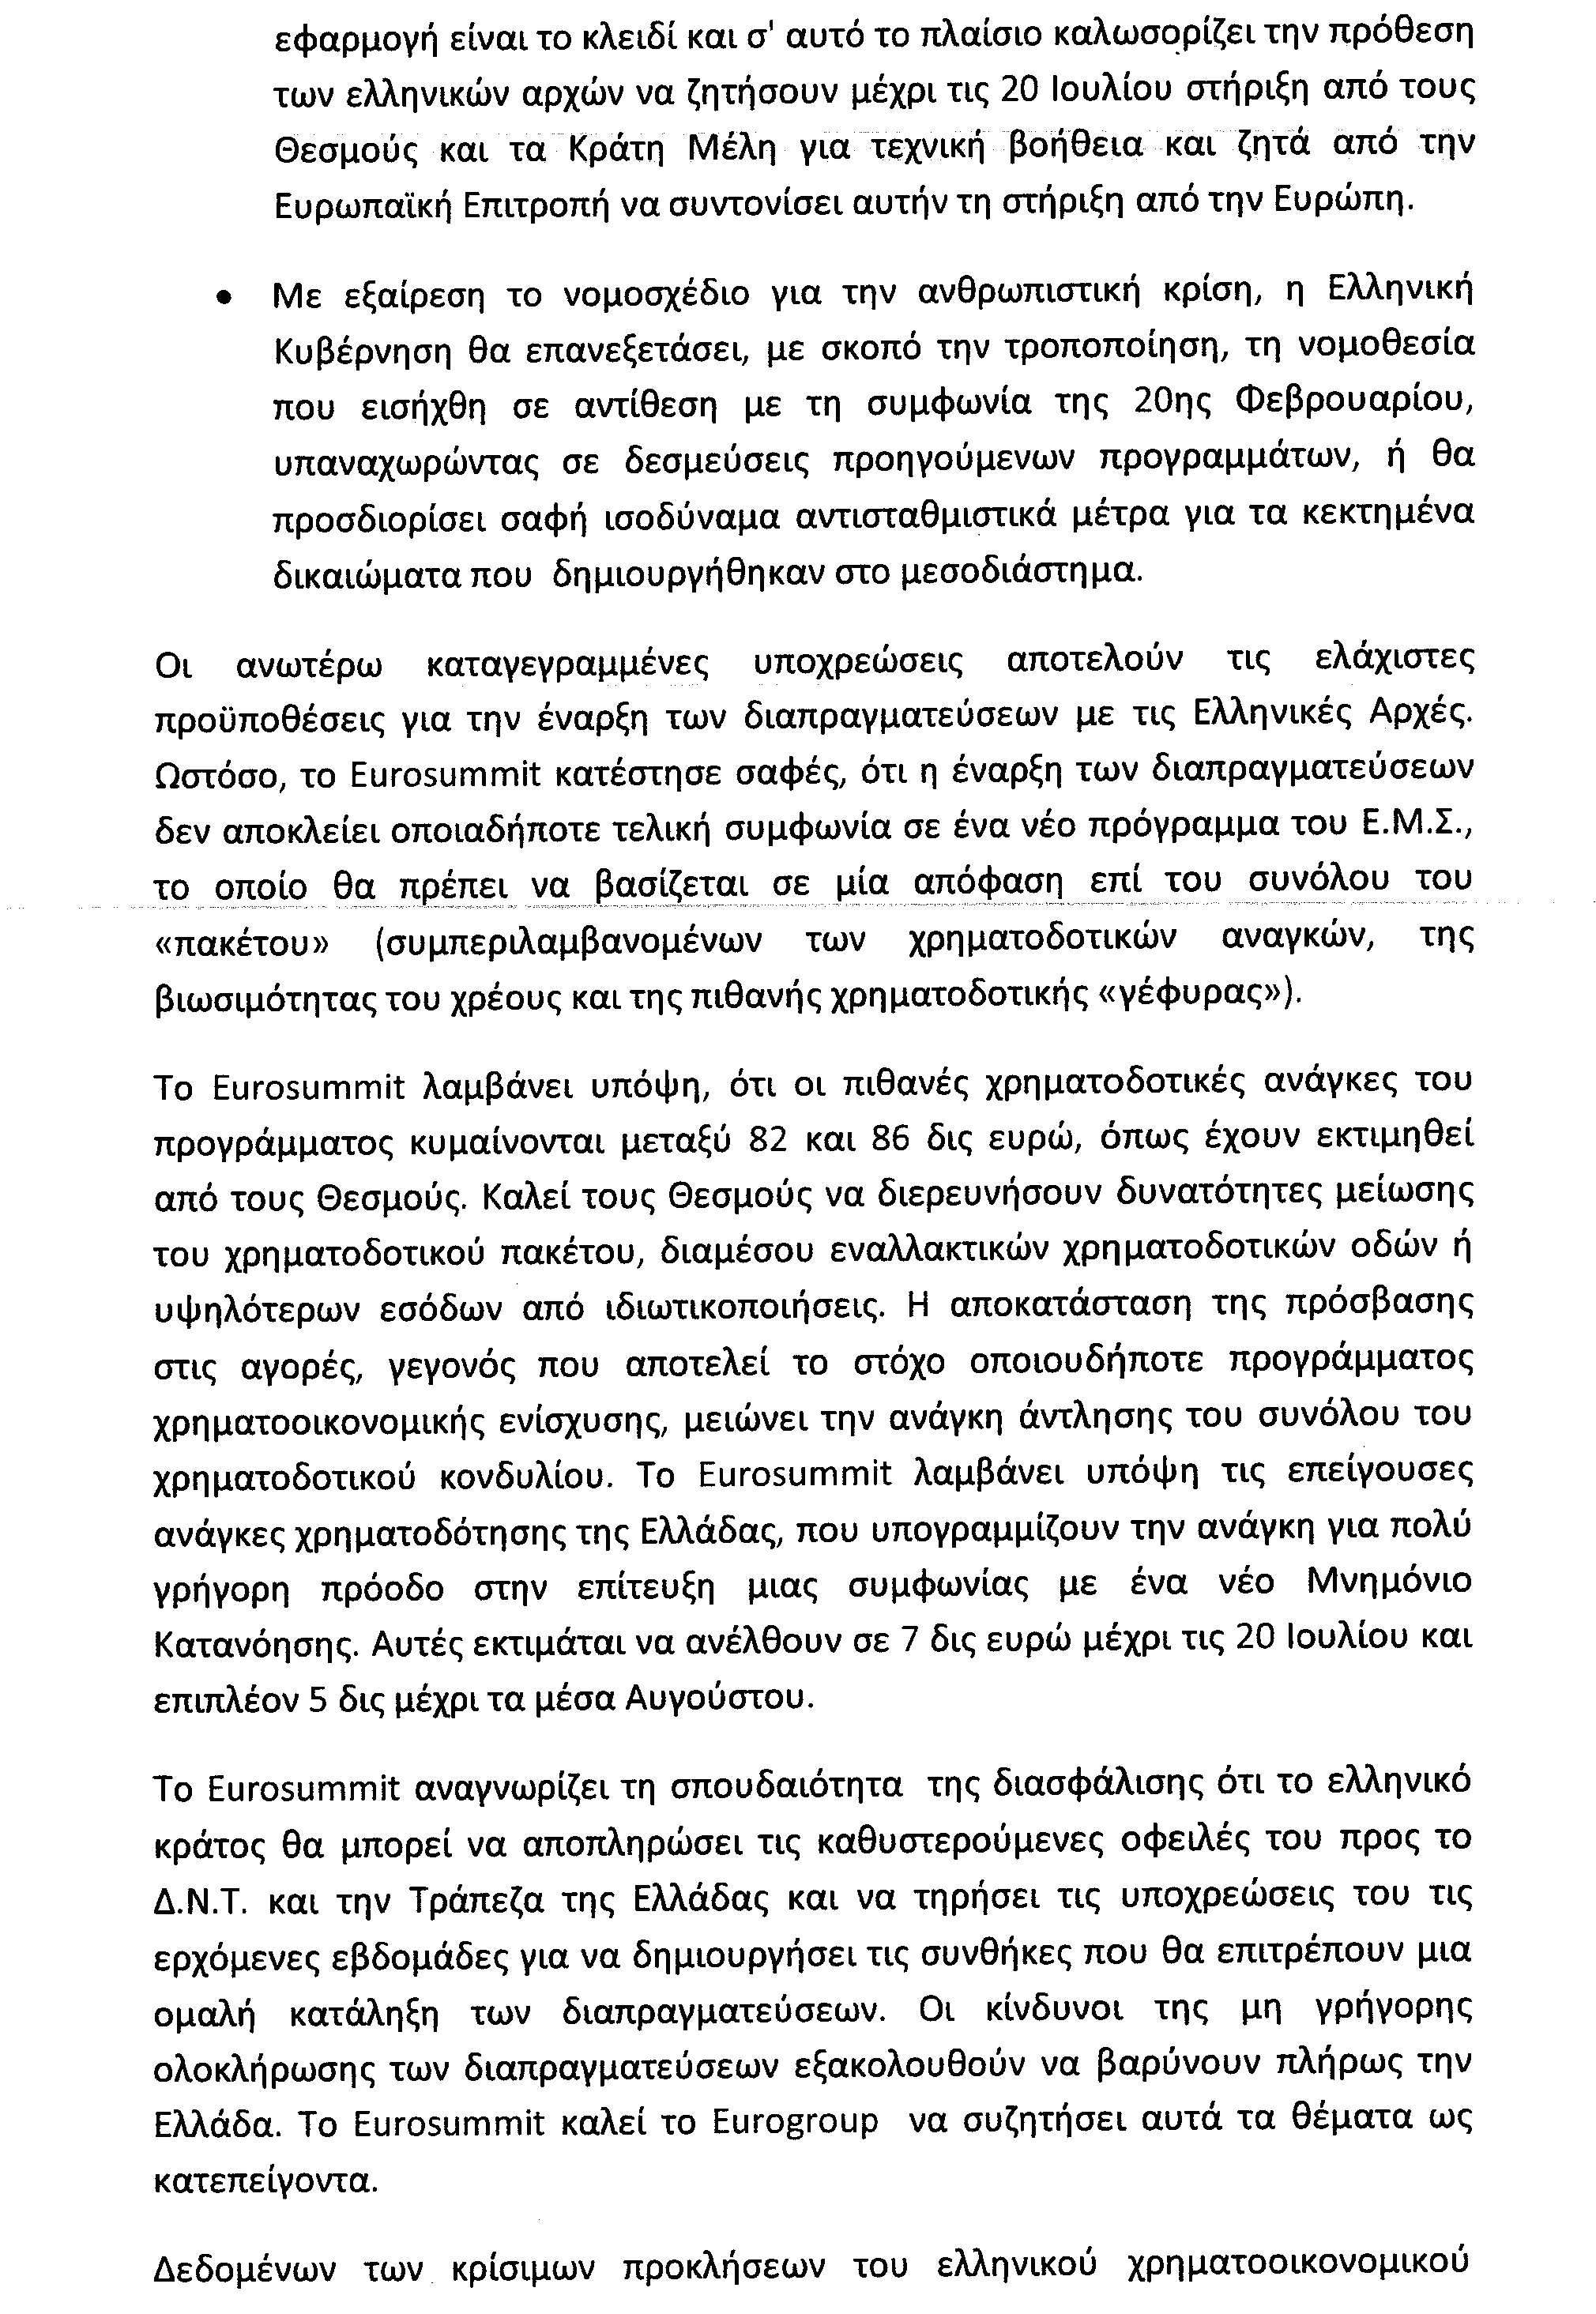 εφαρμογή είναι το κλειδί και σ' αυτό το πλαίσιο καλωσορίζει την πρόθεση
των ελληνικών αρχών να ζητήσουν μέχρι τις 20 Ιουλίου στήριξη από τους
Θεσμούς και τα Κράτη Μέλη για τεχνική βοήθεια και ζητά από την
Ευρωπαϊκή Επιτροπή να συντονίσει αυτήν τη στήριξη από την Ευρώπη.
• Με εξαίρεση το νομοσχέδιο για την ανθρωπιστική κρίση, η Ελληνική
Κυβέρνηση θα επανεξετάσει, με σκοπό την τροποποίηση, τη νομοθεσία
που εισήχθη σε αντίθεση με τη συμφωνία της 20ης Φεβρουαρίου,
υπαναχωρώντας σε δεσμεύσεις προηγούμενων προγραμμάτων, ή θα
προσδιορίσει σαφή ισοδύναμα αντισταθμιστικά μέτρα για τα κεκτημένα
δικαιώματα που δημιουργήθηκαν στο μεσοδιάστημα.
Οι ανωτέρω καταγεγραμμένες υποχρεώσεις αποτελούν τις ελάχιστες
προϋποθέσεις για την έναρξη των διαπραγματεύσεων με τις Ελληνικές Αρχές.
Ωστόσο, το Eurosummit κατέστησε σαφές, ότι η έναρξη των διαπραγματεύσεων
δεν αποκλείει οποιαδήποτε τελική συμφωνία σε ένα νέο πρόγραμμα του Ε.Μ.Σ.,
το οποίο θα πρέπει να βασίζεται σε μία απόφαση επί του συνόλου του
«πακέτου» (συμπεριλαμβανομένων των χρηματοδοτικών αναγκών, της
βιωσιμότητας του χρέους και της πιθανής χρηματοδοτικής «γέφυρας»).
Το Eurosummit λαμβάνει υπόψη, ότι οι πιθανές χρηματοδοτικές ανάγκες του
προγράμματος κυμαίνονται μεταξύ 82 και 86 δις ευρώ, όπως έχουν εκτιμηθεί
από τους Θεσμούς. Καλεί τους Θεσμούς να διερευνήσουν δυνατότητες μείωσης
του χρηματοδοτικού πακέτου, διαμέσου εναλλακτικών χρηματοδοτικών οδών ή
υψηλότερων εσόδων από ιδιωτικοποιήσεις. Η αποκατάσταση της πρόσβασης
στις αγορές, γεγονός που αποτελεί το στόχο οποιουδήποτε προγράμματος
χρηματοοικονομικής ενίσχυσης, μειώνει την ανάγκη άντλησης του συνόλου του
χρηματοδοτικού κονδυλίου. Το Eurosummit λαμβάνει υπόψη τις επείγουσες
ανάγκες χρηματοδότησης της Ελλάδας, που υπογραμμίζουν την ανάγκη για πολύ
γρήγορη πρόοδο στην επίτευξη μιας συμφωνίας με ένα νέο Μνημόνιο
Κατανόησης. Αυτές εκτιμάται να ανέλθουν σε 7 δις ευρώ μέχρι τις 20 Ιουλίου και
επιπλέον 5 δις μέχρι τα μέσα Αυγούστου.
Το Eurosummit αναγνωρίζει τη σπουδαιότητα της διασφάλισης ότι το ελληνικό
κράτος θα μπορεί να αποπληρώσει τις καθυστερούμενες οφειλές του προς το
Δ.Ν.Τ. και την Τράπεζα της Ελλάδας και να τηρήσει τις υποχρεώσεις του τις
ερχόμενες εβδομάδες για να δημιουργήσει τις συνθήκες που θα επιτρέπουν μια
ομαλή κατάληξη των διαπραγματεύσεων. Οι κίνδυνοι της μη γρήγορης
ολοκλήρωσης των διαπραγματεύσεων εξακολουθούν να βαρύνουν πλήρως την
Ελλάδα. Το Eurosummit καλεί το Eurogroup να συζητήσει αυτά τα θέματα ως
κατεπείγοντα.
Δεδομένων των κρίσιμων προκλήσεων του ελληνικού χρηματοοικονομικού